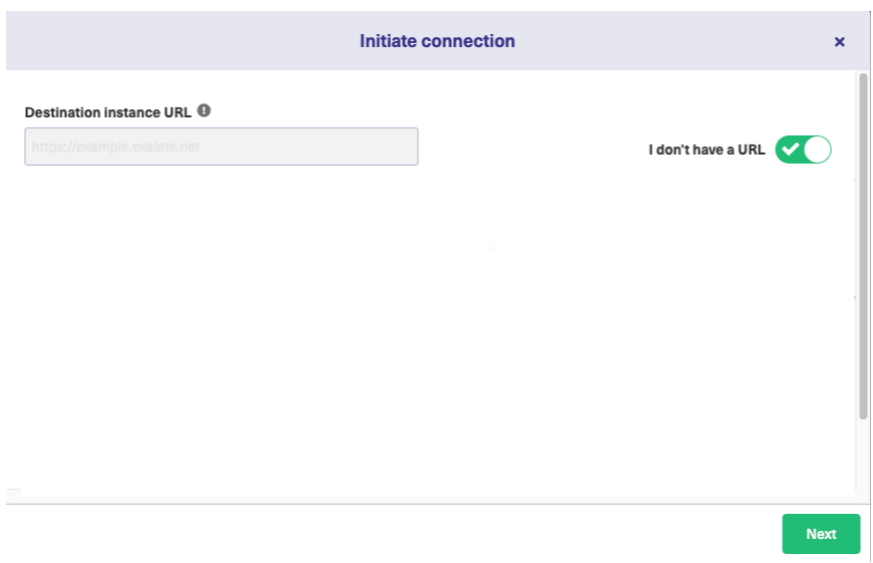 Initiate connection
Destination instance URL
https://example.exalate.net
I don't have a URL
Next